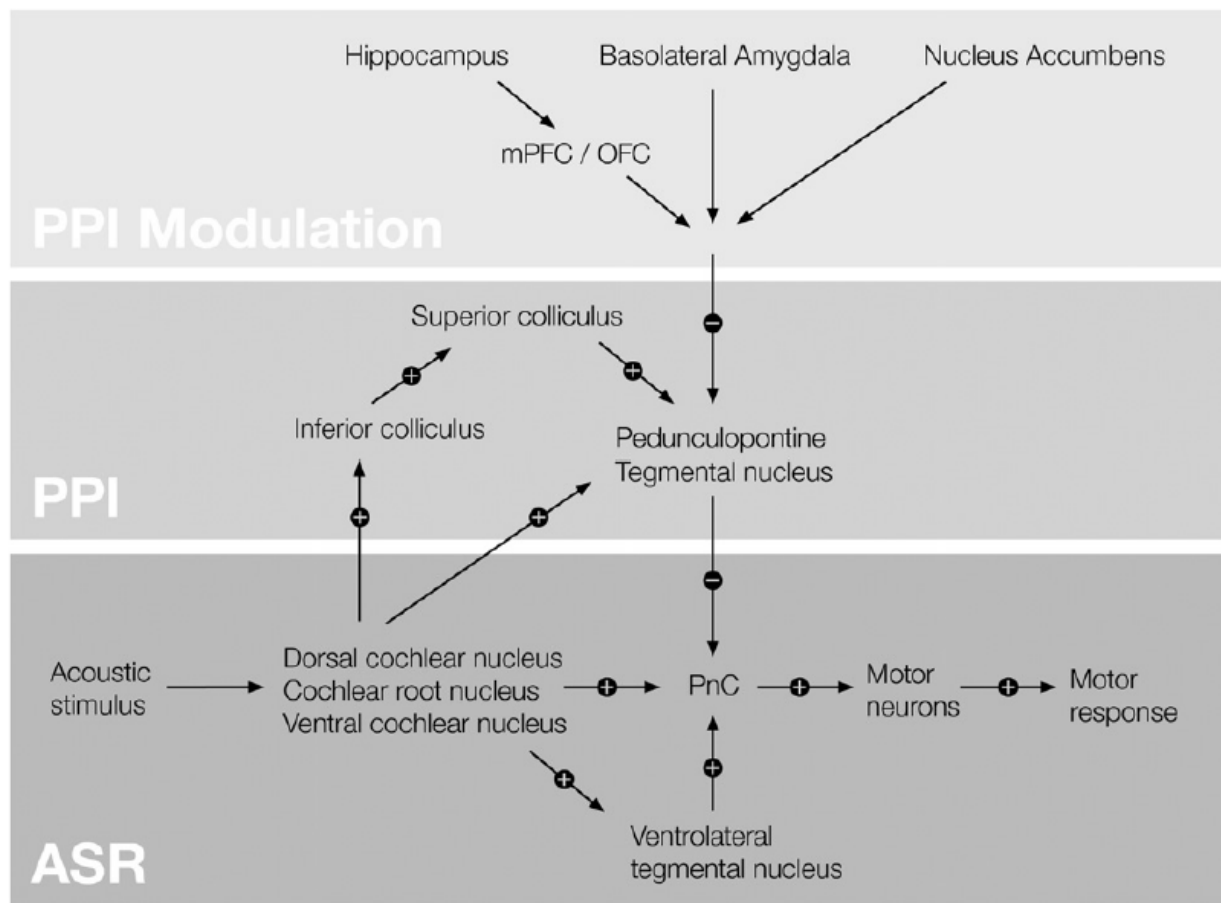 Hippocampus
Basolateral Amygdala
Nucleus Accumbens
mPFC / OFC
PPI Modulation
−
Superior colliculus
+
+
Inferior colliculus
Pedunculopontine
Tegmental nucleus
PPI
+
+
−
Acoustic
stimulus
Dorsal cochlear nucleus
Cochlear root nucleus
Ventral cochlear nucleus
+
PnC
+
Motor
neurons
+
Motor
response
+
+
Ventrolateral
tegmental nucleus
ASR